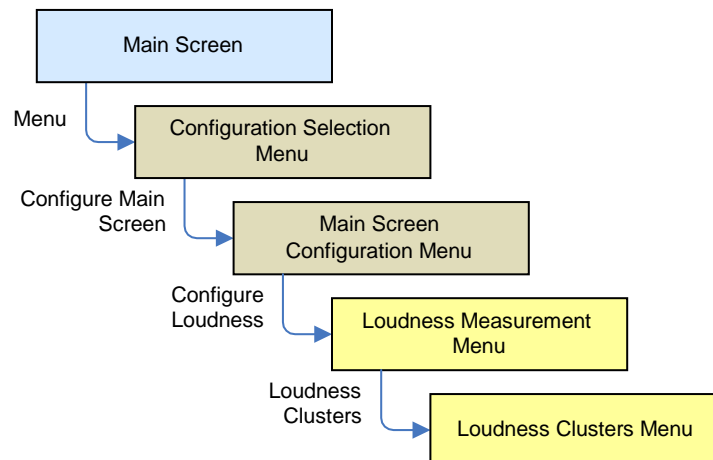 Main Screen
Menu
Configuration Selection
Menu
Configure Main
Screen
Main Screen
Configuration Menu
Configure
Loudness
Loudness Measurement
Menu
Loudness
Clusters
Loudness Clusters Menu